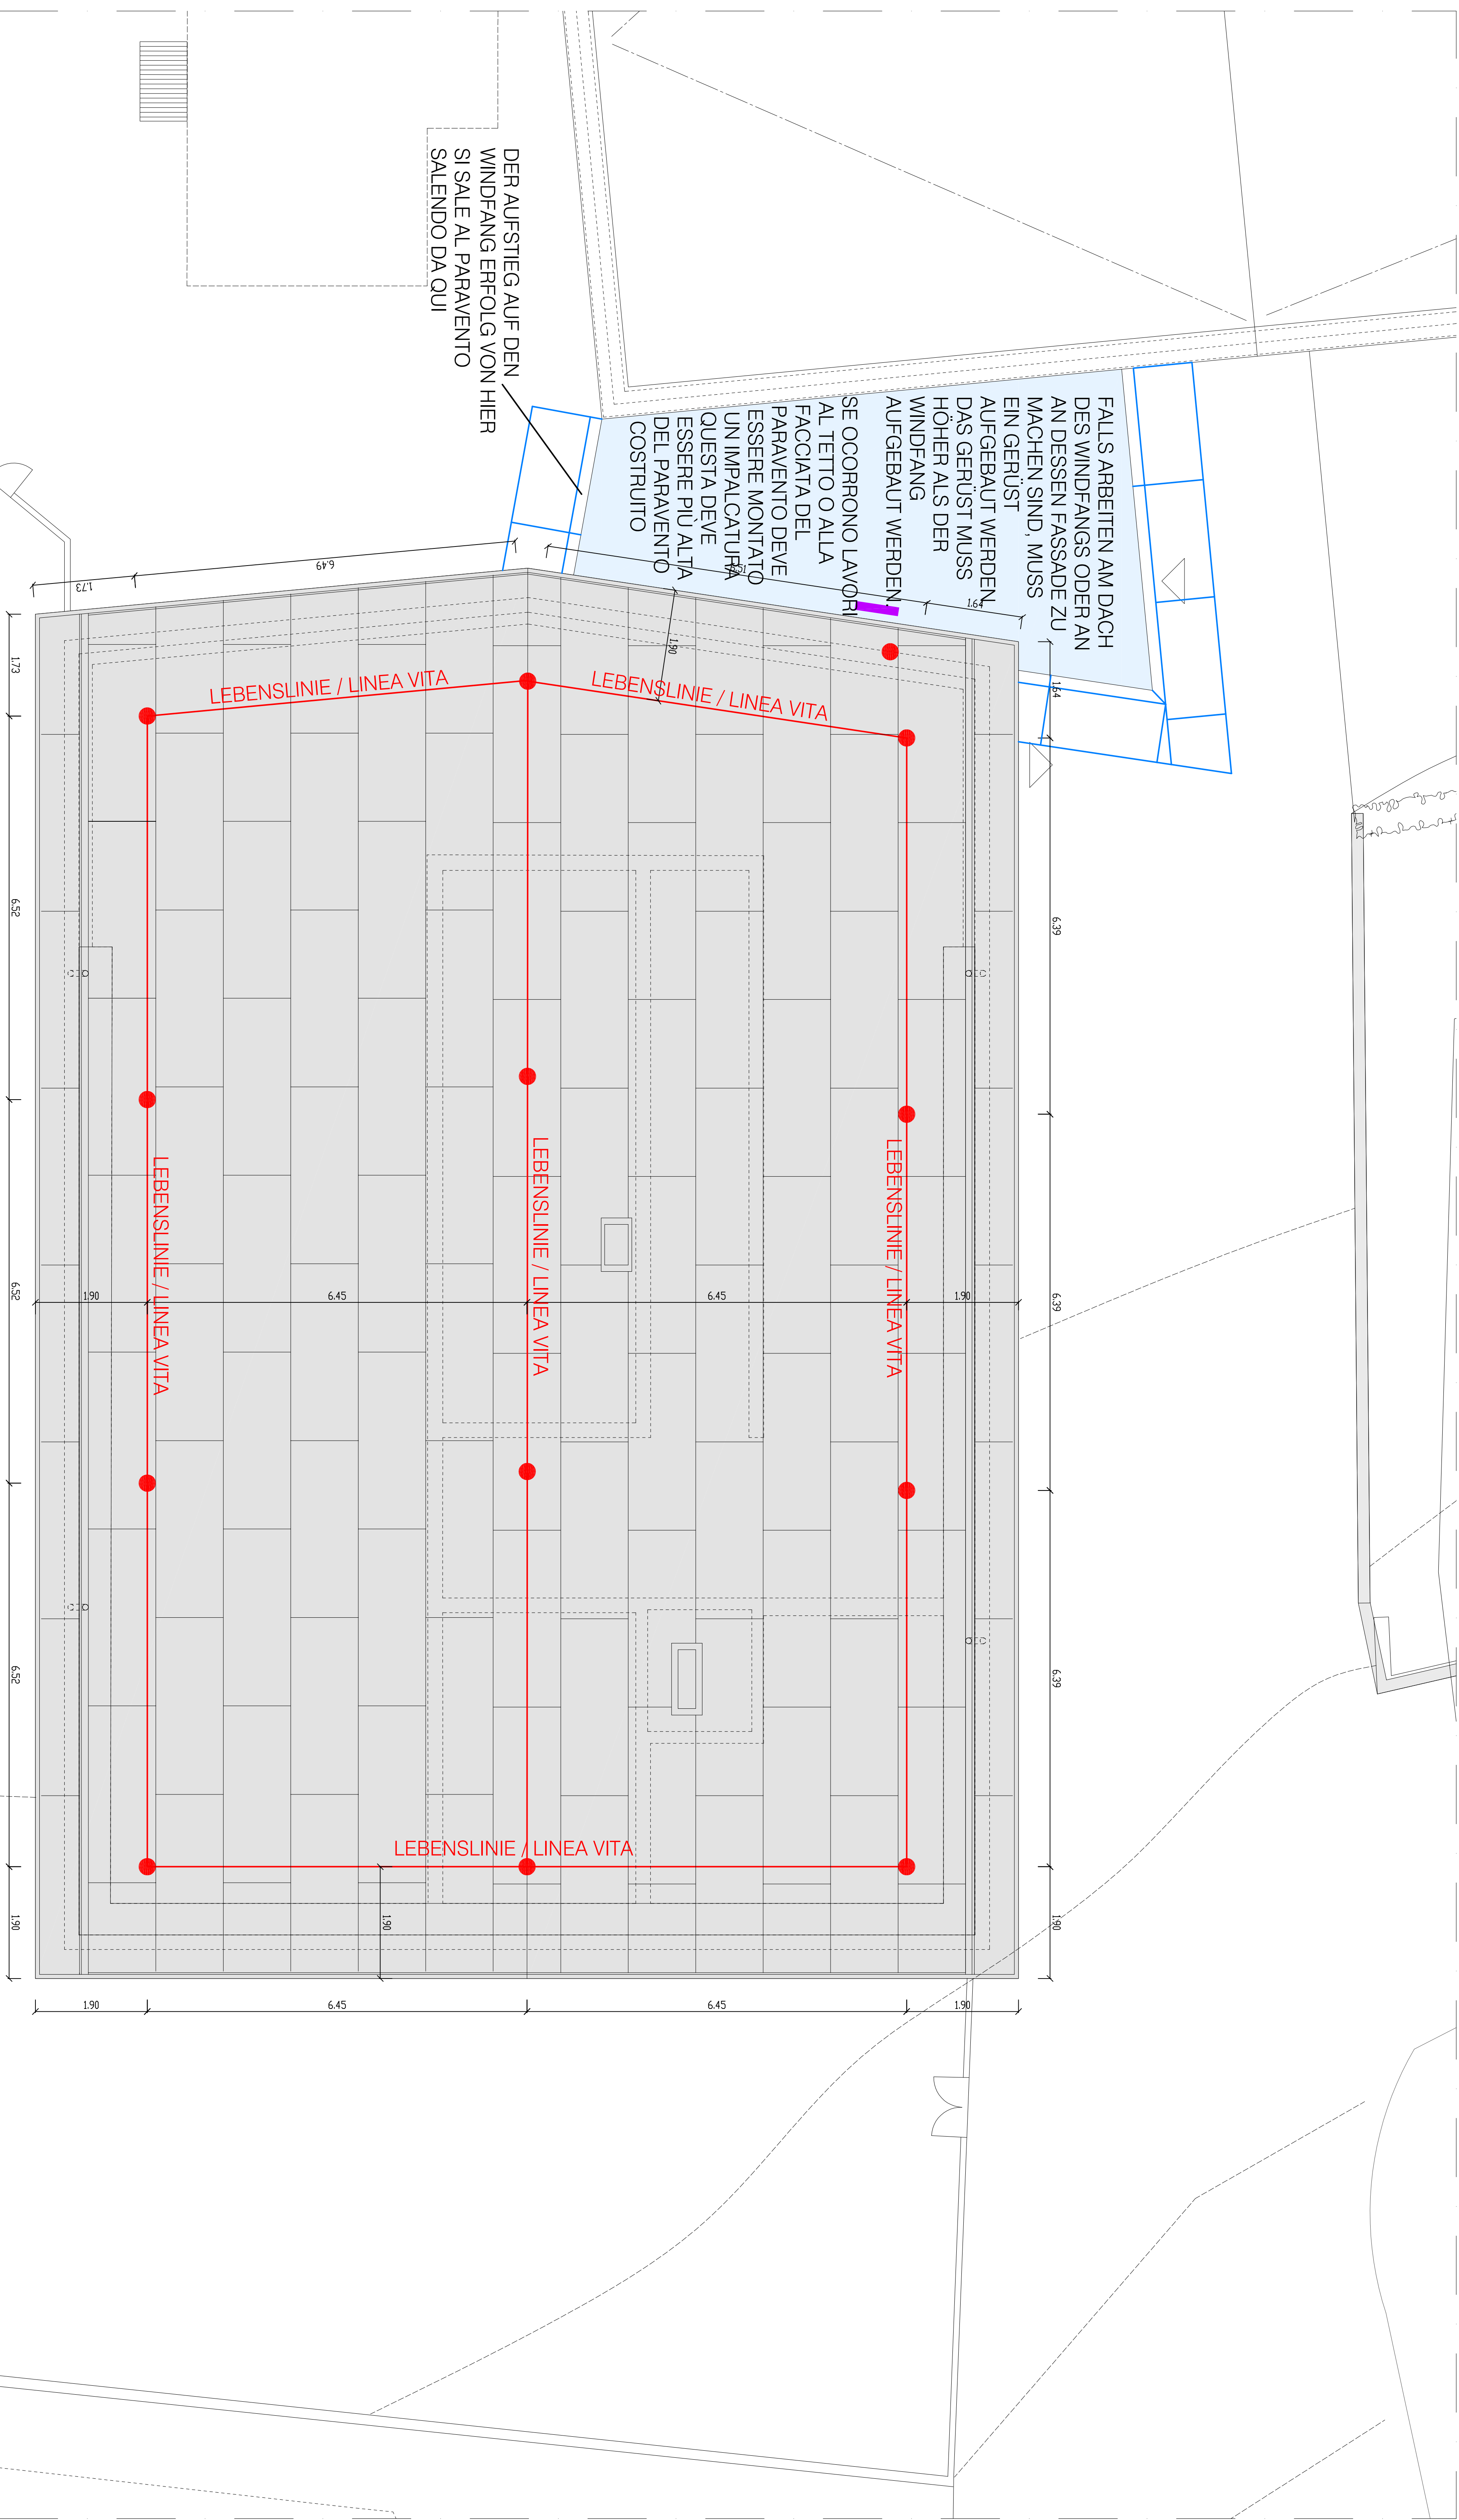 DER AUFSTIEG AUF DEN
WINDFANG ERFOLG VON HIER
SI SALE AL PARAVENTO
SALENDO DA QUI
FALLS ARBEITEN AM DACH
DES WINDFANGS ODER AN
AN DESSEN FASSADE ZU
MACHEN SIND, MUSS
EIN GERÜST
AUFGEBAUT WERDEN.
DAS GERÜST MUSS
HÖHER ALS DER
WINDFANG
AUFGEBAUT WERDEN.
SE OCORRONO LAVORI
AL TETTO O ALLA
FACCIATA DEL
PARAVENTO DEVE
ESSERE MONTATO
UN IMPALCATURA
QUESTA DEVE
ESSERE PIÙ ALTA
DEL PARAVENTO
COSTRUITO
1.73
6.49
1.64
1.90
LEBENSLINIE / LINEA VITA
LEBENSLINIE / LINEA VITA
1.73
6.52
6.52
6.52
1.90
1.64
6.39
6.39
6.39
1.90
LEBENSLINIE / LINEA VITA
LEBENSLINIE / LINEA VITA
LEBENSLINIE / LINEA VITA
1.90
6.45
6.45
1.90
LEBENSLINIE / LINEA VITA
1.90
1.90
6.45
6.45
1.90